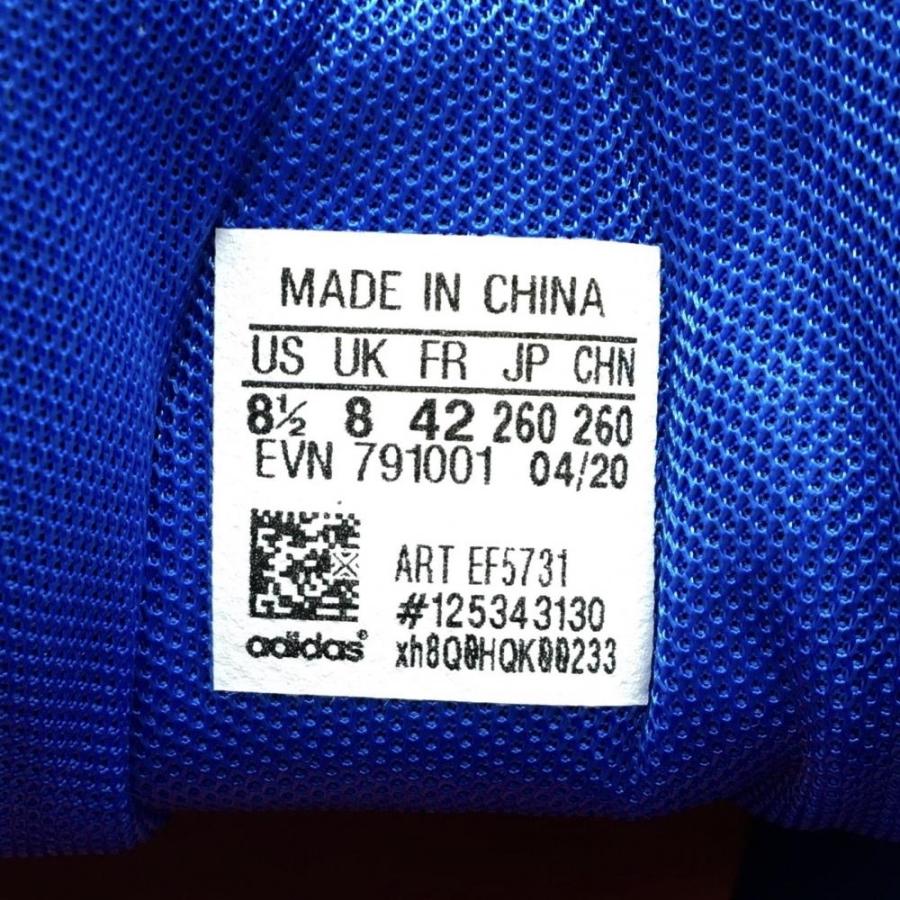 MADE IN CHINA
US UK FR JP CHN
8½ 8 42 260 260
EVN 791001 04/20
ART EF5731
#125343130
xh8Q0HQK00233
adidas®